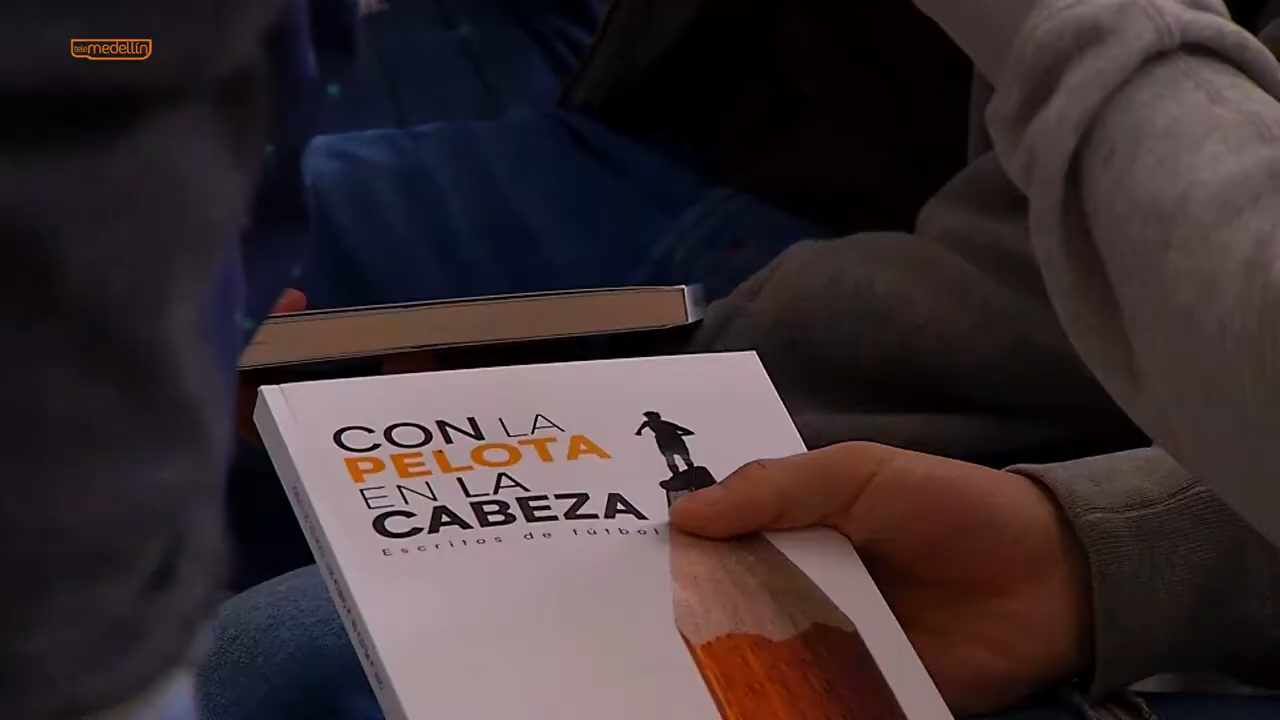 telemedellín
CON LA
PELOTA
EN LA
CABEZA
Escritos de fútbol